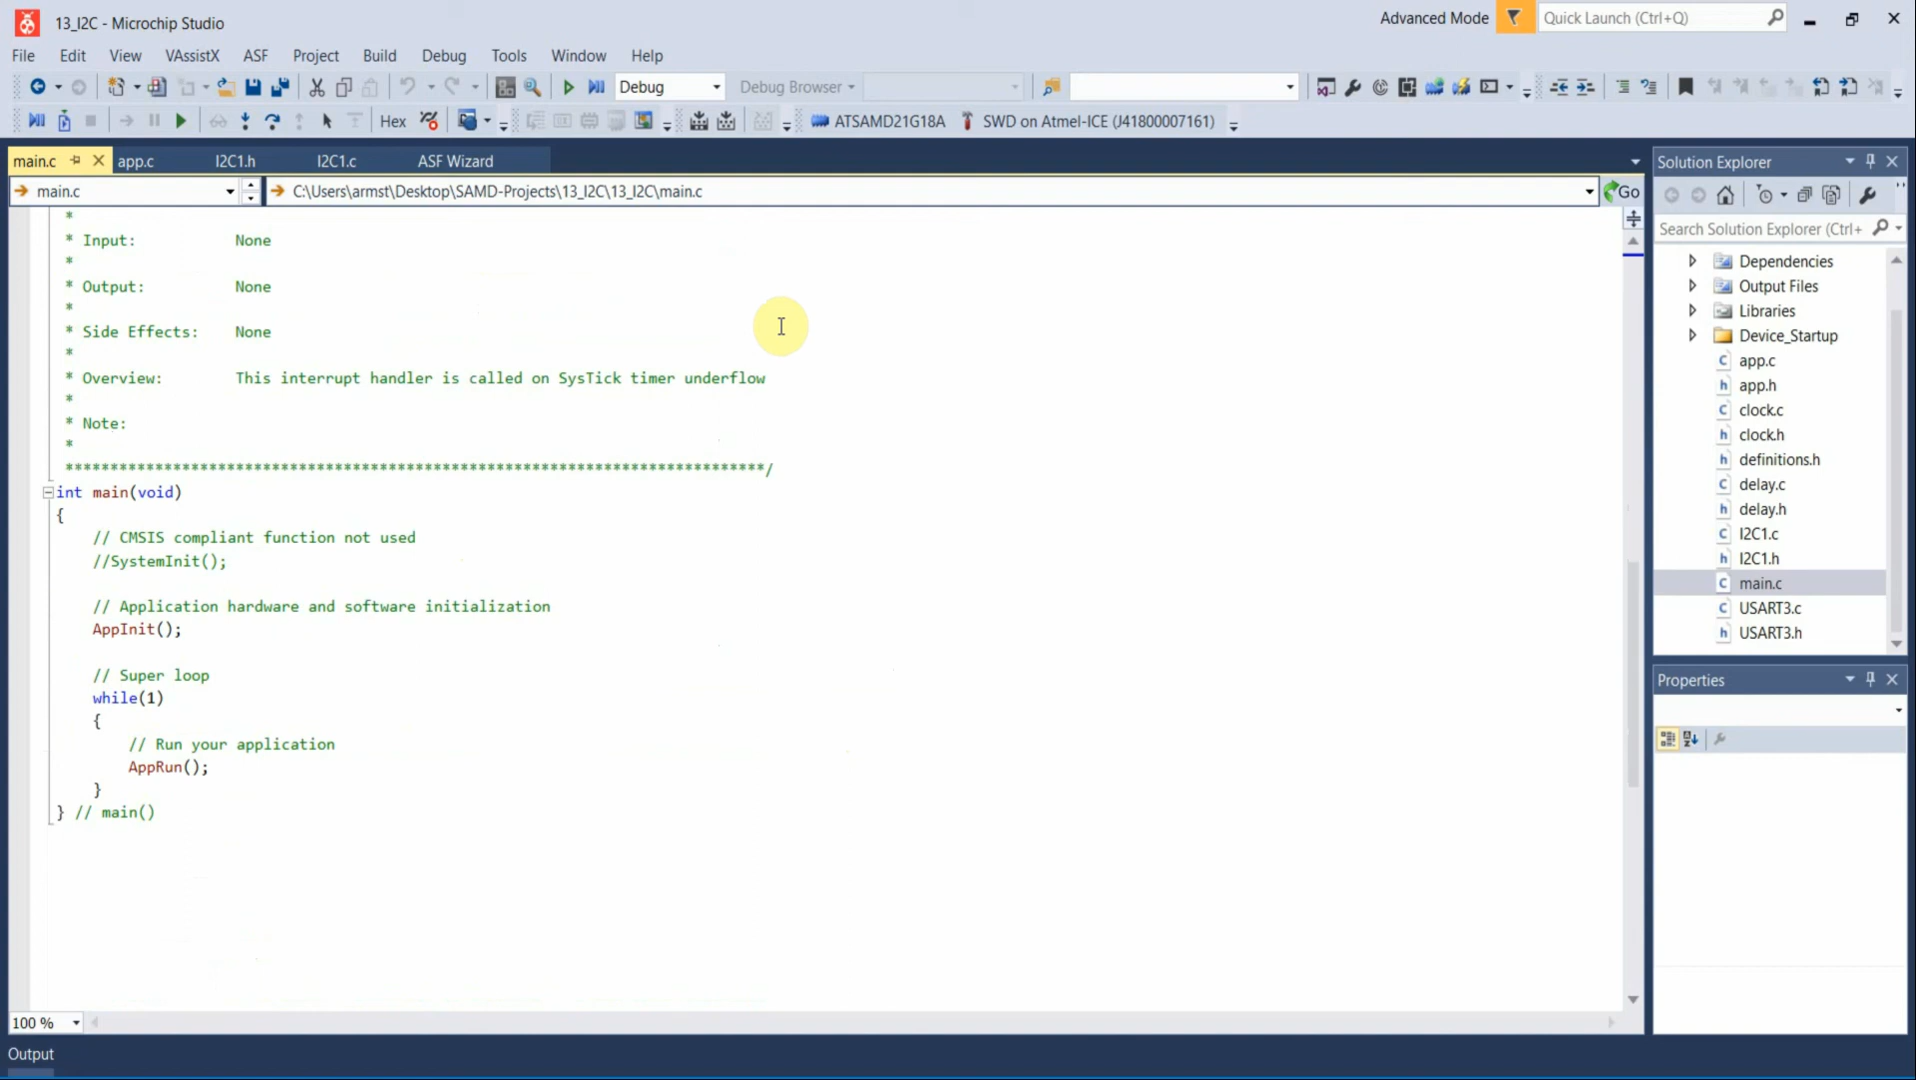 13_I2C - Microchip Studio
Advanced Mode
Quick Launch (Ctrl+Q)
File Edit View VAssistX ASF Project Build Debug Tools Window Help
Debug
Debug Browser
Hex
ATSAMD21G18A
SWD on Atmel-ICE (J41800007161)
main.c
app.c
I2C1.h
I2C1.c
ASF Wizard
main.c
C:\Users\armst\Desktop\SAMD-Projects\13_I2C\13_I2C\main.c
Go
*
* Input: None
*
* Output: None
*
* Side Effects: None
*
* Overview: This interrupt handler is called on SysTick timer underflow
*
* Note:
*
******************************************************************************/
int main(void)
{
// CMSIS compliant function not used
//SystemInit();
// Application hardware and software initialization
AppInit();
// Super loop
while(1)
{
// Run your application
AppRun();
}
} // main()
100 %
Output
Solution Explorer
Search Solution Explorer (Ctrl+
Dependencies
Output Files
Libraries
Device_Startup
app.c
app.h
clock.c
clock.h
definitions.h
delay.c
delay.h
I2C1.c
I2C1.h
main.c
USART3.c
USART3.h
Properties